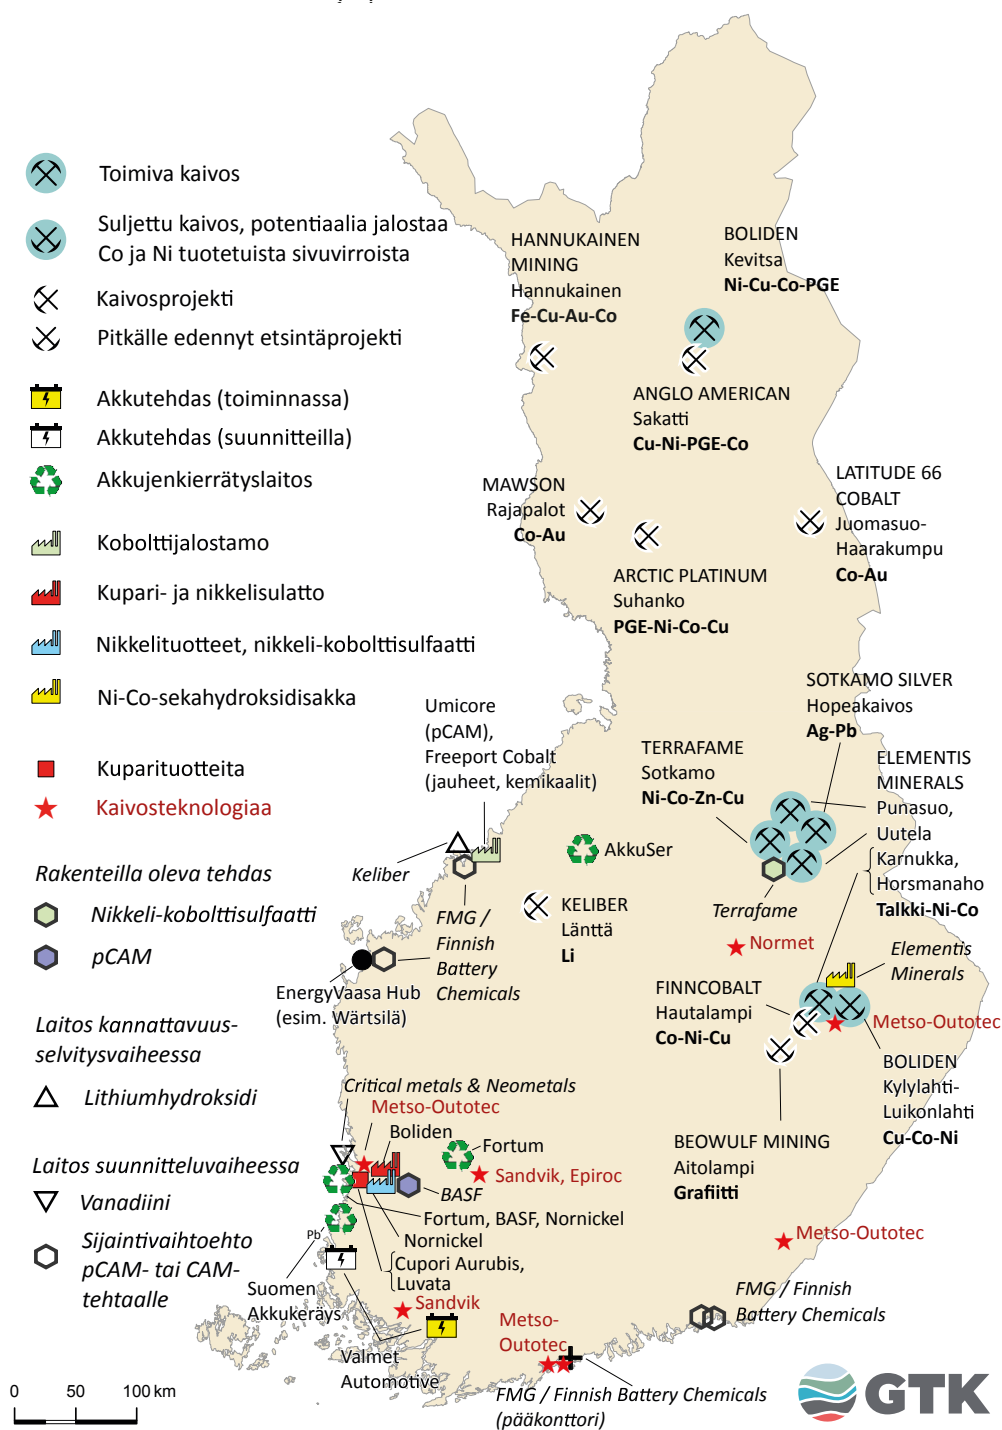 Toimiva kaivos
Suljettu kaivos, potentiaalia jalostaa
Co ja Ni tuotetuista sivuvirroista
Kaivosprojekti
Pitkälle edennyt etsintäprojekti
Akkutehdas (toiminnassa)
Akkutehdas (suunnitteilla)
Akkujenkierrätyslaitos
Kobolttijalostamo
Kupari- ja nikkelisulatto
Nikkelituotteet, nikkeli-kobolttisulfaatti
Ni-Co-sekahydroksidisakka
Kuparituotteita
Kaivosteknologiaa
Rakenteilla oleva tehdas
Nikkeli-kobolttisulfaatti
pCAM
Laitos kannattavuus-
selvitysvaiheessa
Lithiumhydroksidi
Laitos suunnitteluvaiheessa
Vanadiini
Sijaintivaihtoehto
pCAM- tai CAM-
tehtaalle
0 50 100 km
HANNUKAINEN
MINING
Hannukainen
Fe-Cu-Au-Co
BOLIDEN
Kevitsa
Ni-Cu-Co-PGE
ANGLO AMERICAN
Sakatti
Cu-Ni-PGE-Co
MAWSON
Rajapalot
Co-Au
LATITUDE 66
COBALT
Juomasuo-
Haarakumpu
Co-Au
ARCTIC PLATINUM
Suhanko
PGE-Ni-Co-Cu
SOTKAMO SILVER
Hopeakaivos
Ag-Pb
Umicore
(pCAM),
Freeport Cobalt
(jauheet, kemikaalit)
TERRAFAME
Sotkamo
Ni-Co-Zn-Cu
ELEMENTIS
MINERALS
Punasuo,
Uutela
Karnukka,
Horsmanaho
Talkki-Ni-Co
Keliber
AkkuSer
Terrafame
FMG /
Finnish
Battery
Chemicals
KELIBER
Länttä
Li
Normet
Elementis
Minerals
EnergyVaasa Hub
(esim. Wärtsilä)
FINNCOBALT
Hautalampi
Co-Ni-Cu
Metso-Outotec
BOLIDEN
Kylylahti-
Luikonlahti
Cu-Co-Ni
Critical metals & Neometals
Metso-Outotec
Boliden
Fortum
Sandvik, Epiroc
BASF
Fortum, BASF, Nornickel
Nornickel
Cupori Aurubis,
Luvata
BEOWULF MINING
Aitolampi
Grafiitti
Pb
Suomen
Akkukeräys
Sandvik
Valmet
Automotive
Metso-Outotec
Metso-
Outotec
FMG / Finnish
Battery Chemicals
FMG / Finnish Battery Chemicals
(pääkonttori)
GTK